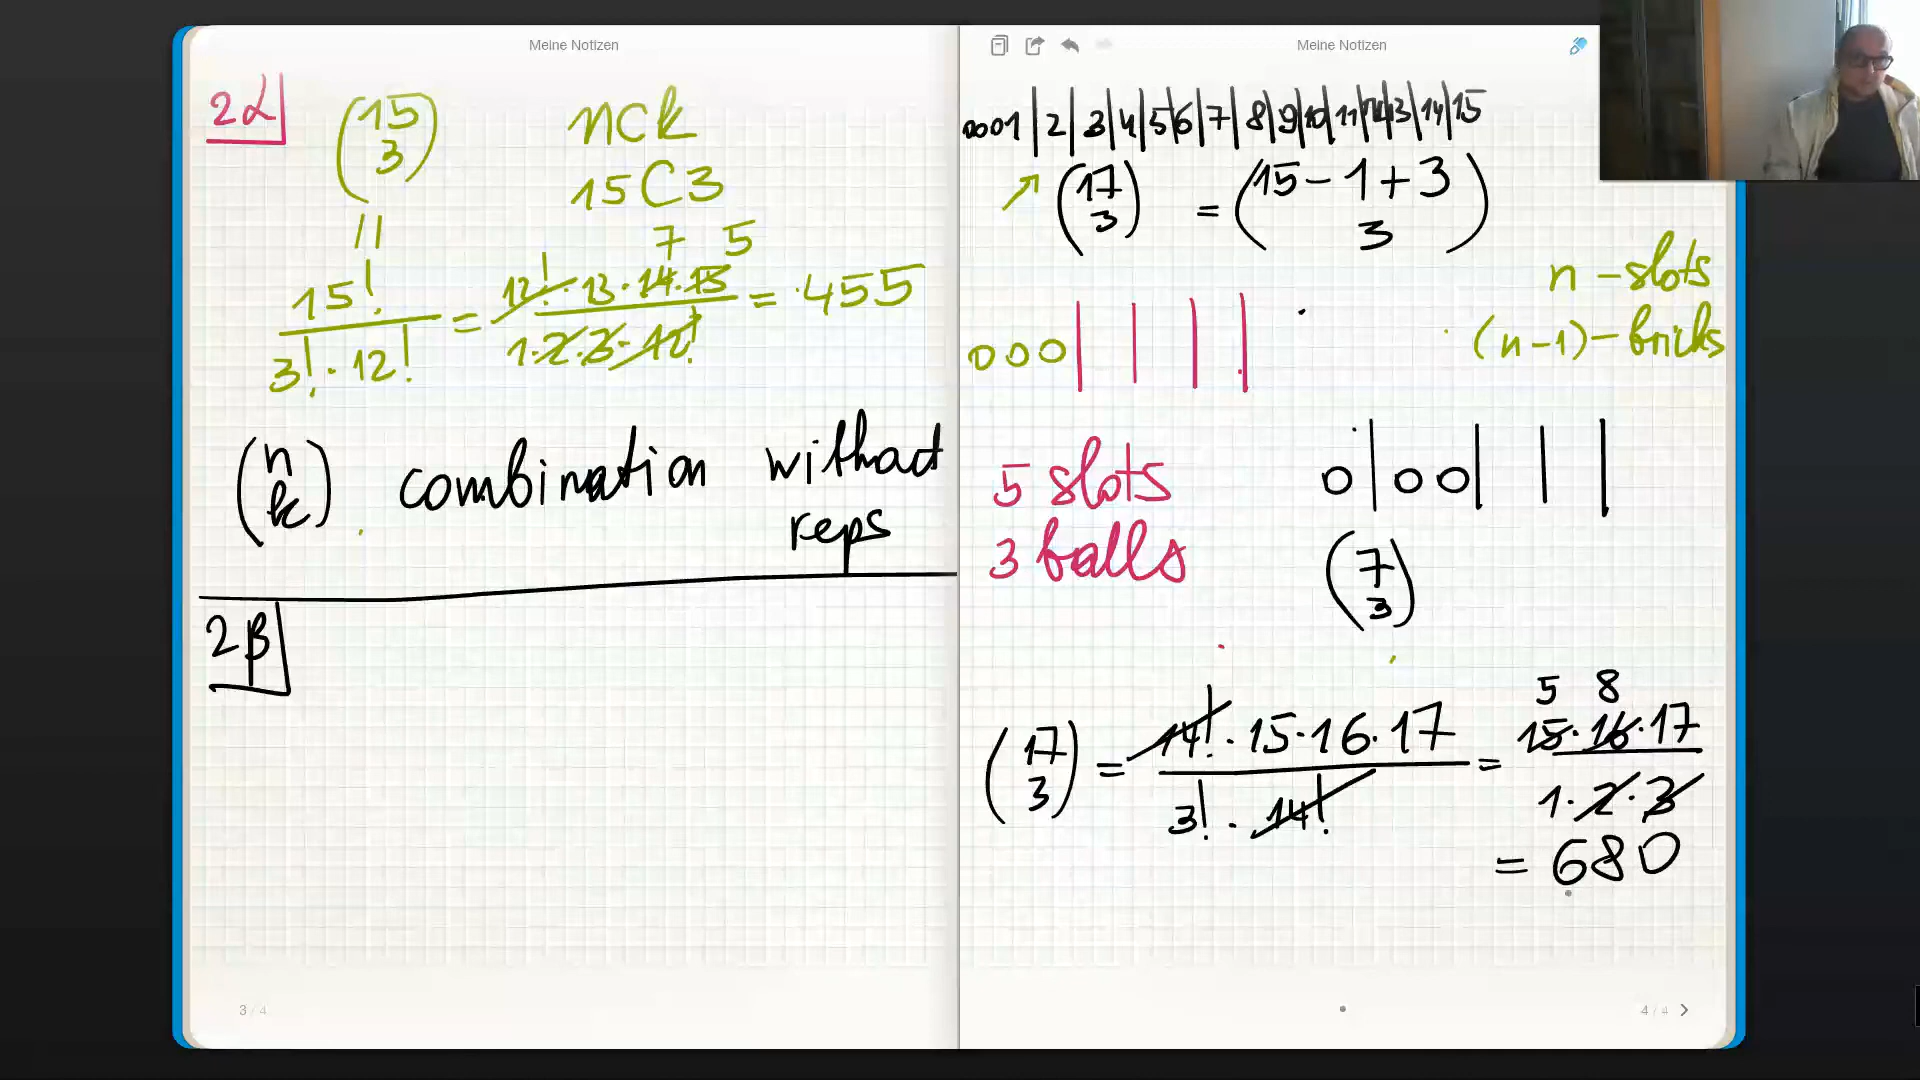 Meine Notizen
2α
(15 3)
nck
15C3
||
7 5
15! / 3!·12! = 12!·13·14·15 / 1·2·3·12! = 455
(n k) combination without
reps
2β
3 / 4
Meine Notizen
0001|2|3|4|5|6|7|8|9|10|11|12|13|14|15
(17 3) = (15-1+3 3)
n-slots
(n-1)-bricks
000| | | |
0|00| | |
5 slots
3 balls
(7 3)
5 8
(17 3) = 14!·15·16·17 / 3!·14! = 15·16·17 / 1·2·3
= 680
4 / 4